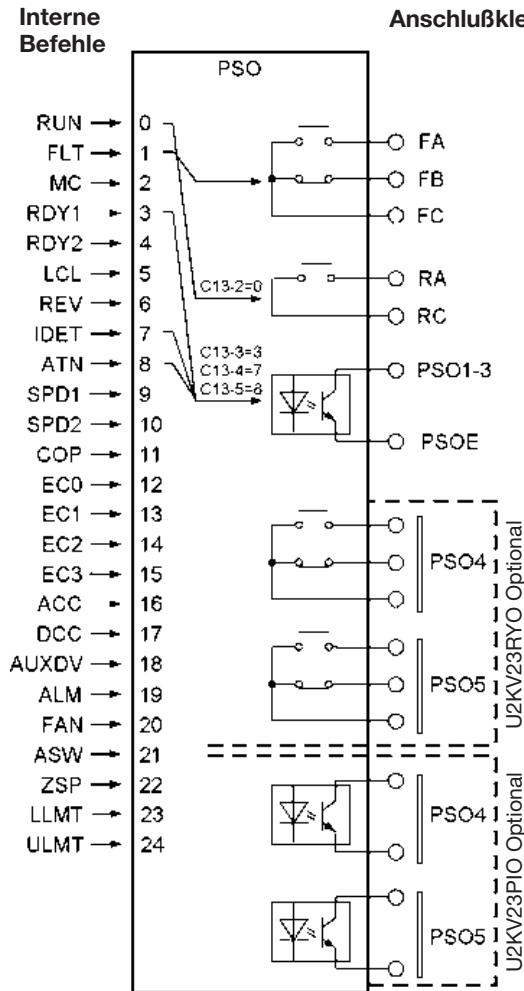 Interne
Befehle
Anschlußkle
PSO
RUN 0
FLT 1
MC 2
RDY1 3
RDY2 4
LCL 5
REV 6
IDET 7
ATN 8
SPD1 9
SPD2 10
COP 11
EC0 12
EC1 13
EC2 14
EC3 15
ACC 16
DCC 17
AUXDV 18
ALM 19
FAN 20
ASW 21
ZSP 22
LLMT 23
ULMT 24
C13-2=0
C13-3=3
C13-4=7
C13-5=8
FA
FB
FC
RA
RC
PSO1-3
PSOE
PSO4
PSO5
U2KV23RYO Optional
PSO4
PSO5
U2KV23PIO Optional